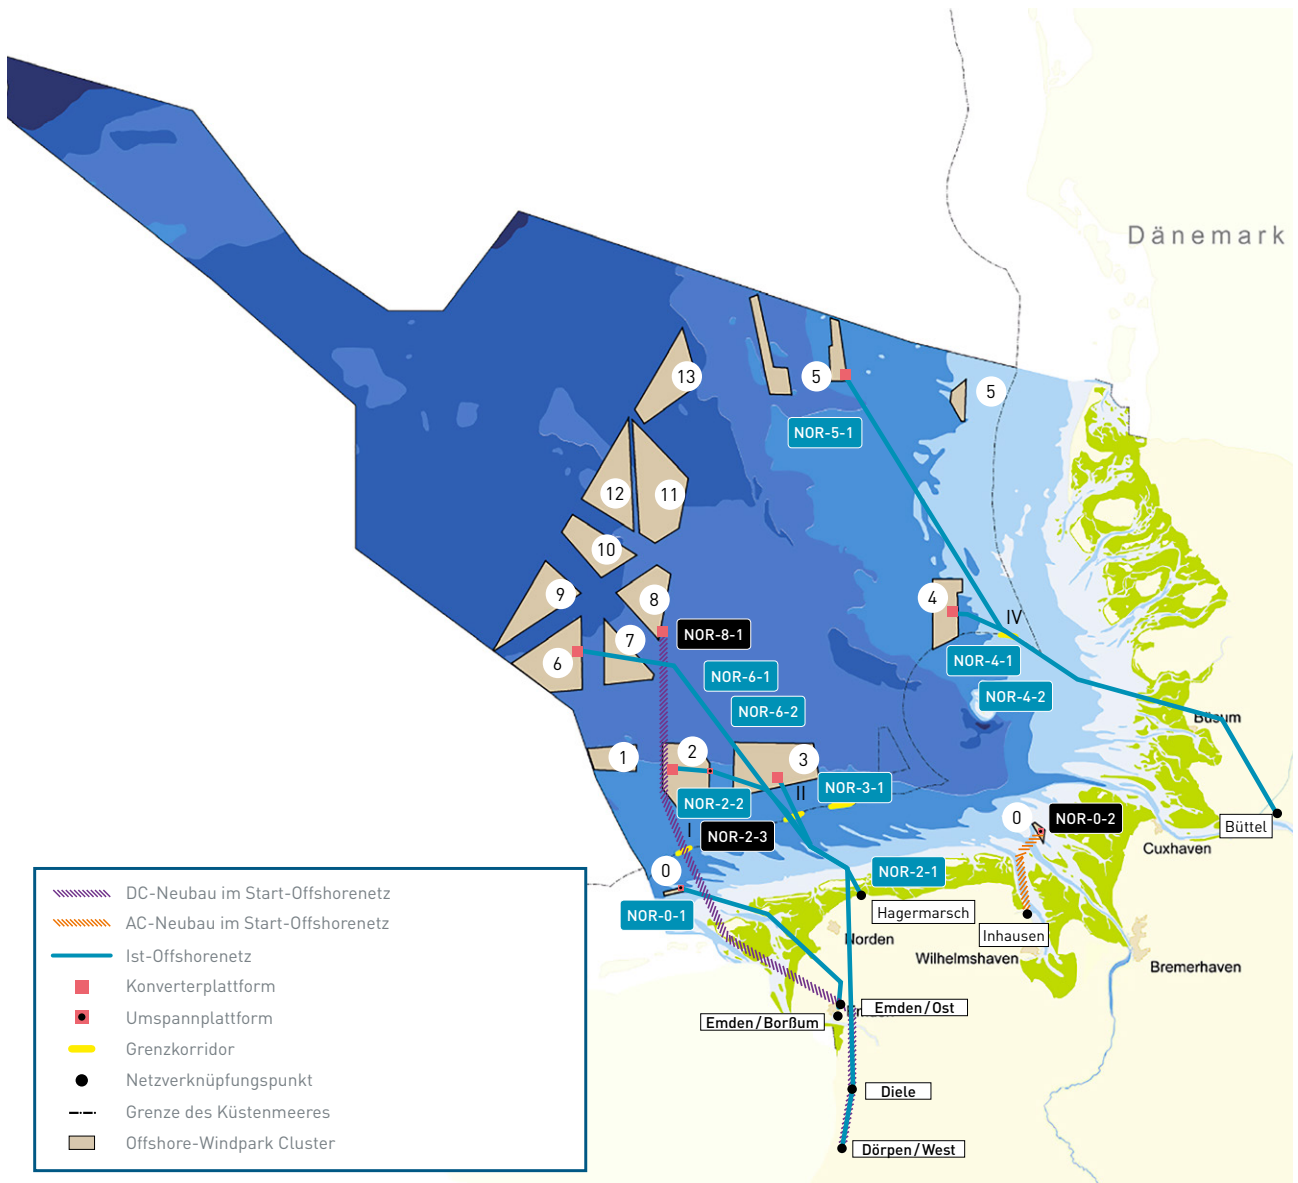 Dänemark
13
5
5
NOR-5-1
12
11
10
9
8
4
IV
NOR-8-1
7
6
NOR-4-1
NOR-6-1
NOR-4-2
NOR-6-2
Büsum
1
2
3
II
NOR-3-1
NOR-2-2
I
NOR-2-3
0
NOR-0-2
Büttel
Cuxhaven
0
NOR-2-1
NOR-0-1
Hagermarsch
Norden
Inhausen
Wilhelmshaven
Bremerhaven
Emden/Ost
Emden/Borßum
Diele
Dörpen/West
DC-Neubau im Start-Offshorenetz
AC-Neubau im Start-Offshorenetz
Ist-Offshorenetz
Konverterplattform
Umspannplattform
Grenzkorridor
Netzverknüpfungspunkt
Grenze des Küstenmeeres
Offshore-Windpark Cluster